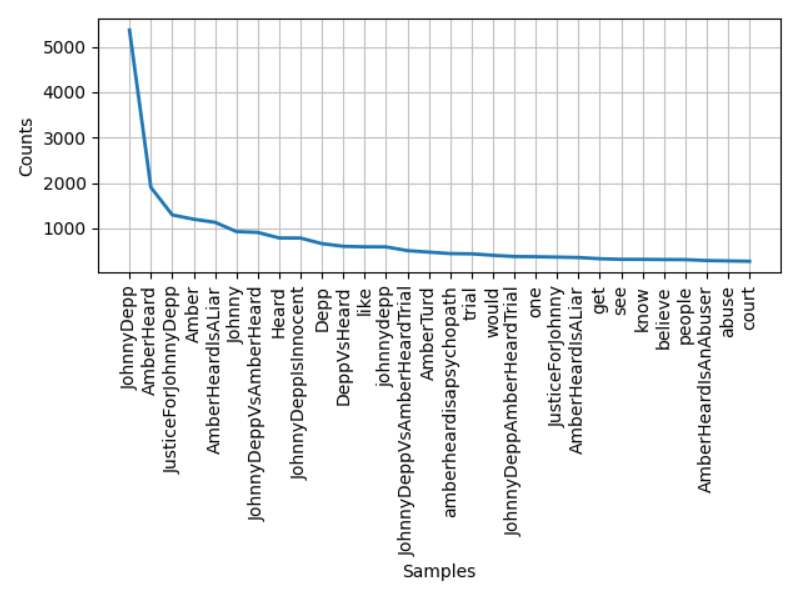 5000
4000
3000
2000
1000
Counts
JohnnyDepp
AmberHeard
JusticeForJohnnyDepp
Amber
AmberHeardIsALiar
Johnny
JohnnyDeppVsAmberHeard
Heard
JohnnyDeppIsInnocent
Depp
DeppVsHeard
like
johnnydepp
JohnnyDeppVsAmberHeardTrial
AmberTurd
amberheardisapsychopath
trial
would
JohnnyDeppAmberHeardTrial
one
JusticeForJohnny
AmberHeardIsALiar
get
see
know
believe
people
AmberHeardIsAnAbuser
abuse
court
Samples